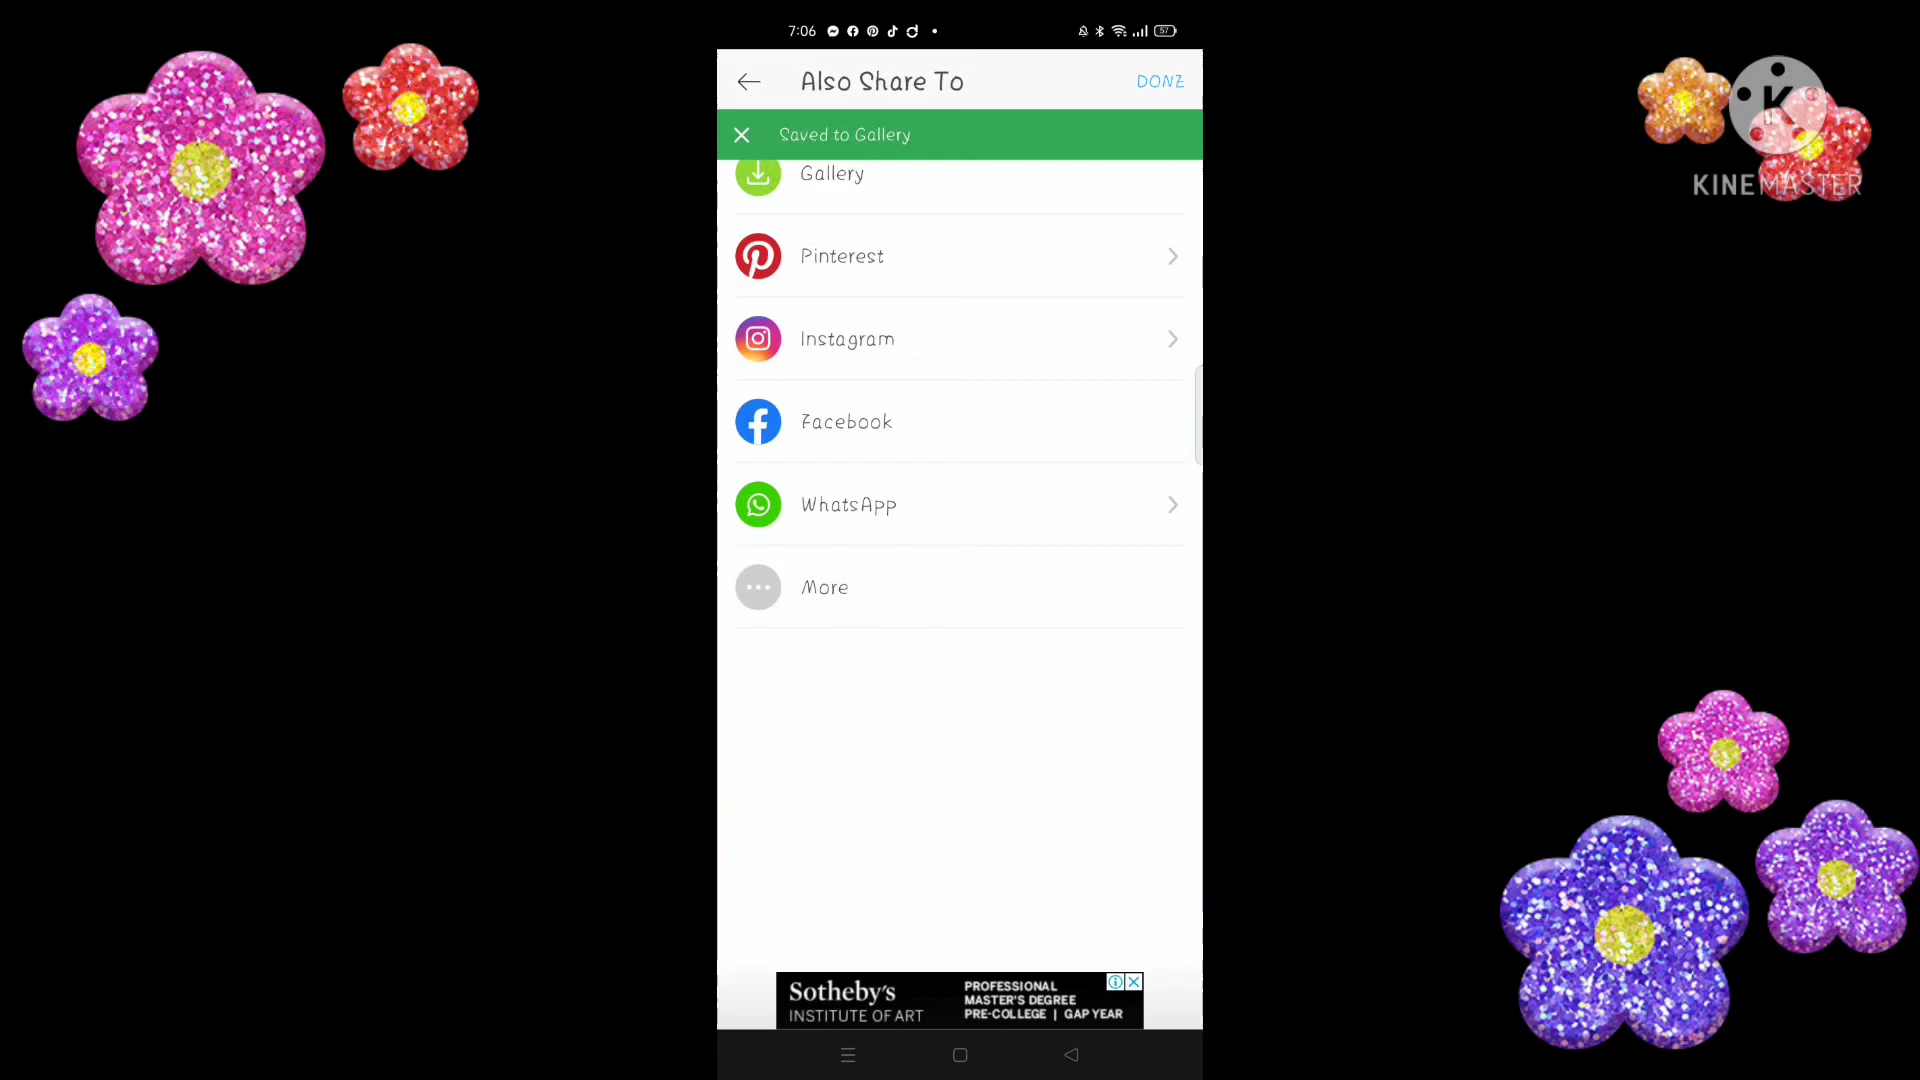 7:06
57
Also Share To
DONE
Saved to Gallery
Gallery
Pinterest
Instagram
Facebook
WhatsApp
More
Sotheby's
INSTITUTE OF ART
PROFESSIONAL
MASTER'S DEGREE
PRE-COLLEGE | GAP YEAR
K
KINEMASTER